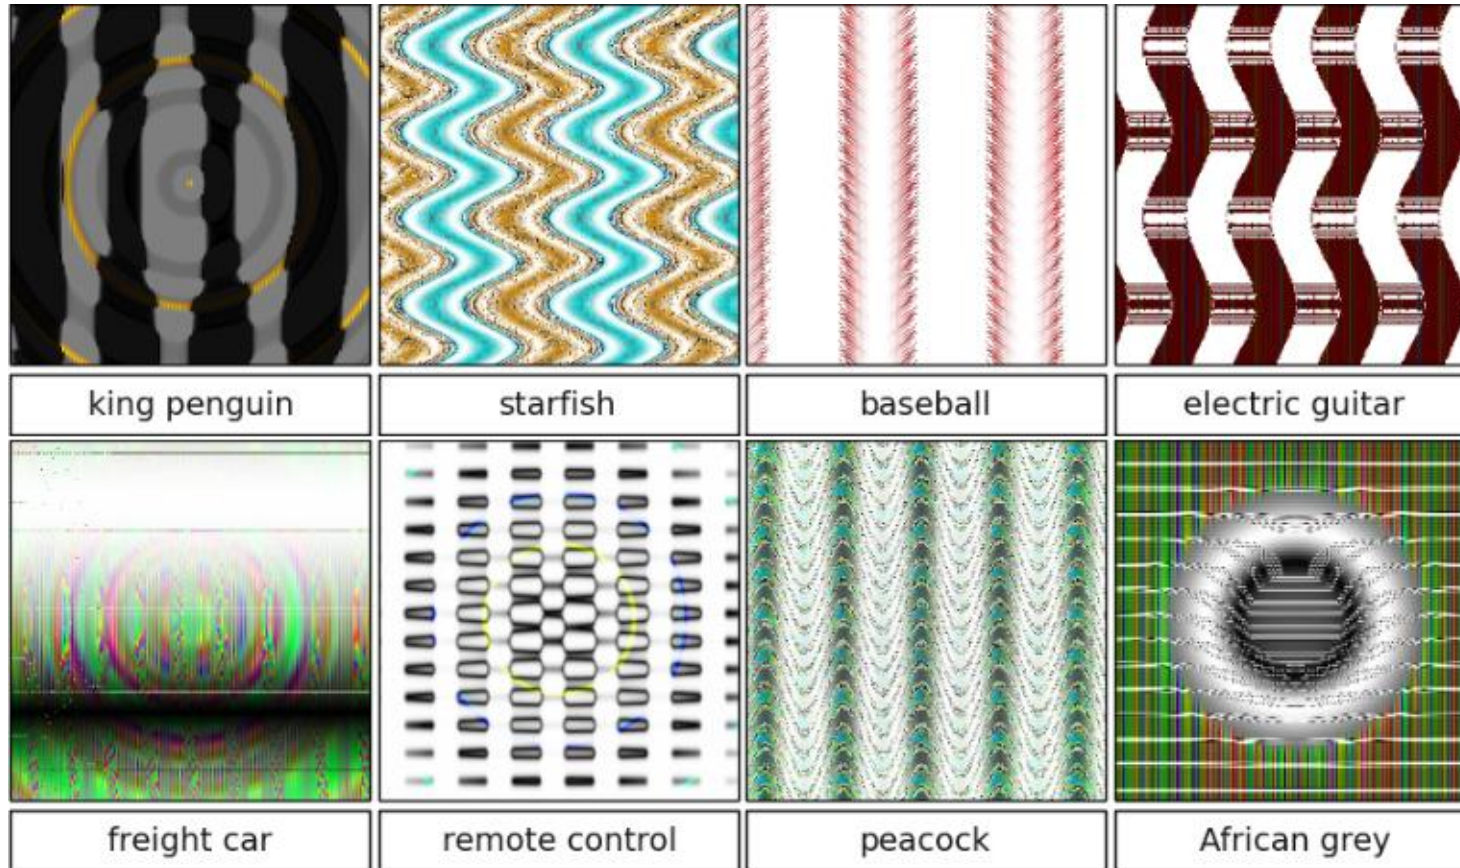 king penguin
starfish
baseball
electric guitar
freight car
remote control
peacock
African grey